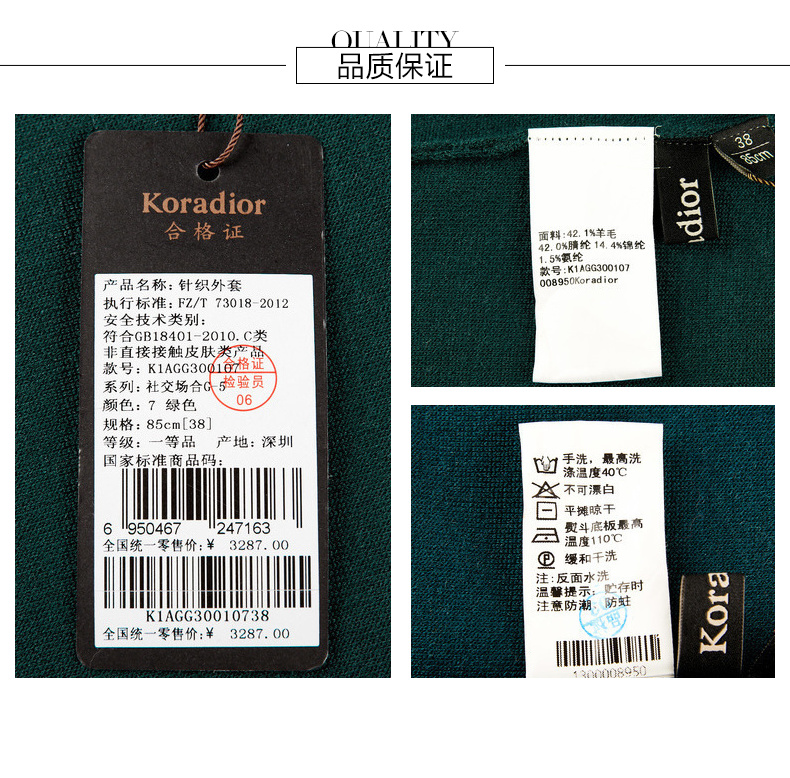 QUALITY
品质保证
Koradior
合格证
产品名称: 针织外套
执行标准: FZ/T 73018-2012
安全技术类别:
符合GB18401-2010.C类
非直接接触皮肤类产品
款号: K1AGG300107
系列: 社交场合G-5
颜色: 7 绿色
规格: 85cm[38]
等级: 一等品 产地: 深圳
国家标准商品码:
合格证
检验员
06
6 950467 247163
全国统一零售价:¥ 3287.00
K1AGG30010738
全国统一零售价:¥ 3287.00
面料: 42.1%羊毛
42.0%腈纶 14.4%锦纶
1.5%氨纶
款号: K1AGG300107
008950Koradior
adior
38
85cm
手洗, 最高洗
涤温度40℃
不可漂白
平摊晾干
熨斗底板最高
温度110℃
缓和干洗
注: 反面水洗
温馨提示: 贮存时
注意防潮, 防蛀
1300008950
Kora